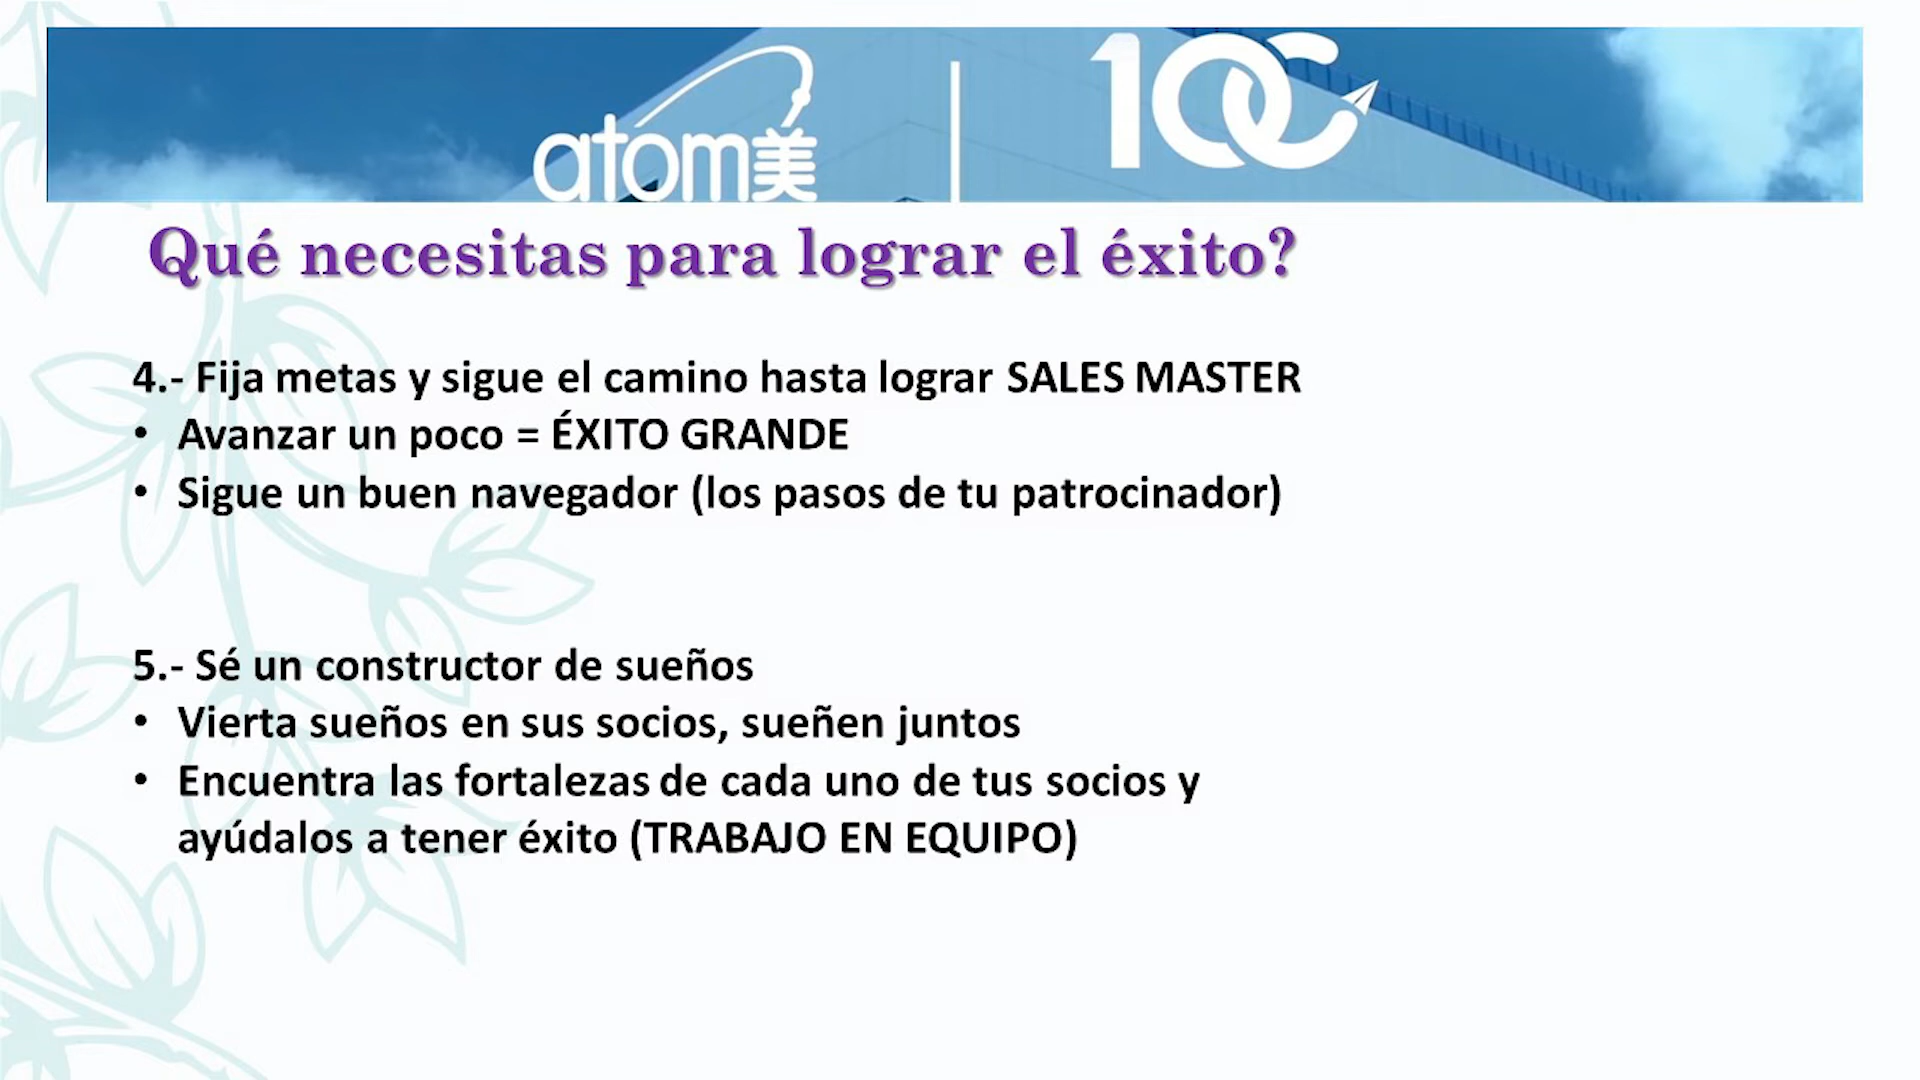 atom美 | 100
Qué necesitas para lograr el éxito?
4.- Fija metas y sigue el camino hasta lograr SALES MASTER
• Avanzar un poco = ÉXITO GRANDE
• Sigue un buen navegador (los pasos de tu patrocinador)
5.- Sé un constructor de sueños
• Vierta sueños en sus socios, sueñen juntos
• Encuentra las fortalezas de cada uno de tus socios y
ayúdalos a tener éxito (TRABAJO EN EQUIPO)